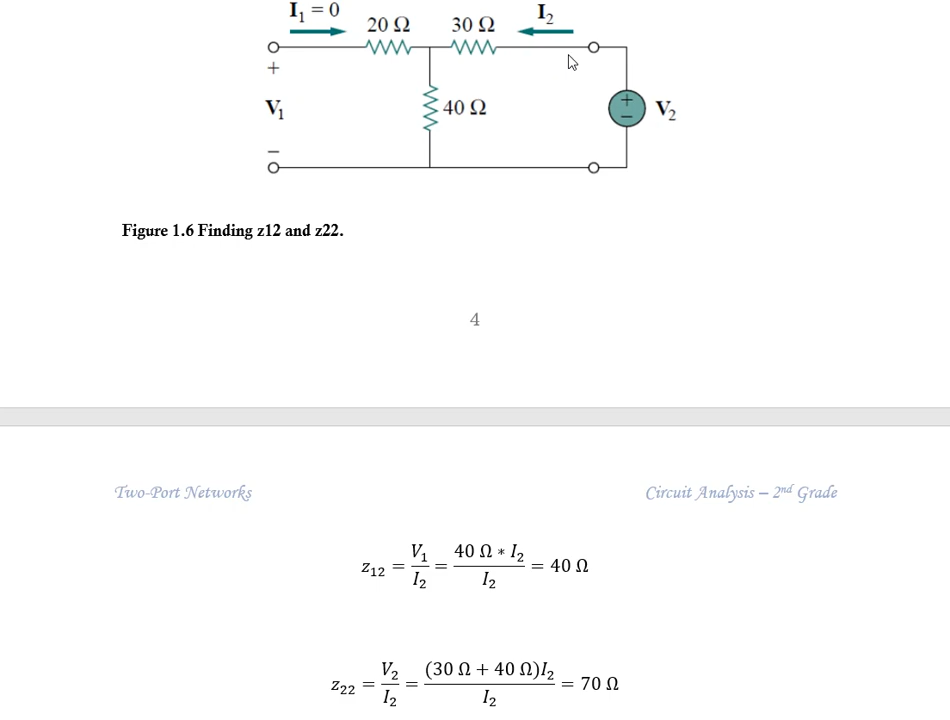 I₁ = 0
20 Ω
30 Ω
I₂
+
V₁
40 Ω
+
−
V₂
−
Figure 1.6 Finding z12 and z22.
4
Two-Port Networks
Circuit Analysis – 2ⁿᵈ Grade
z₁₂ = V₁/I₂ = 40 Ω ∗ I₂/I₂ = 40 Ω
z₂₂ = V₂/I₂ = (30 Ω + 40 Ω)I₂/I₂ = 70 Ω